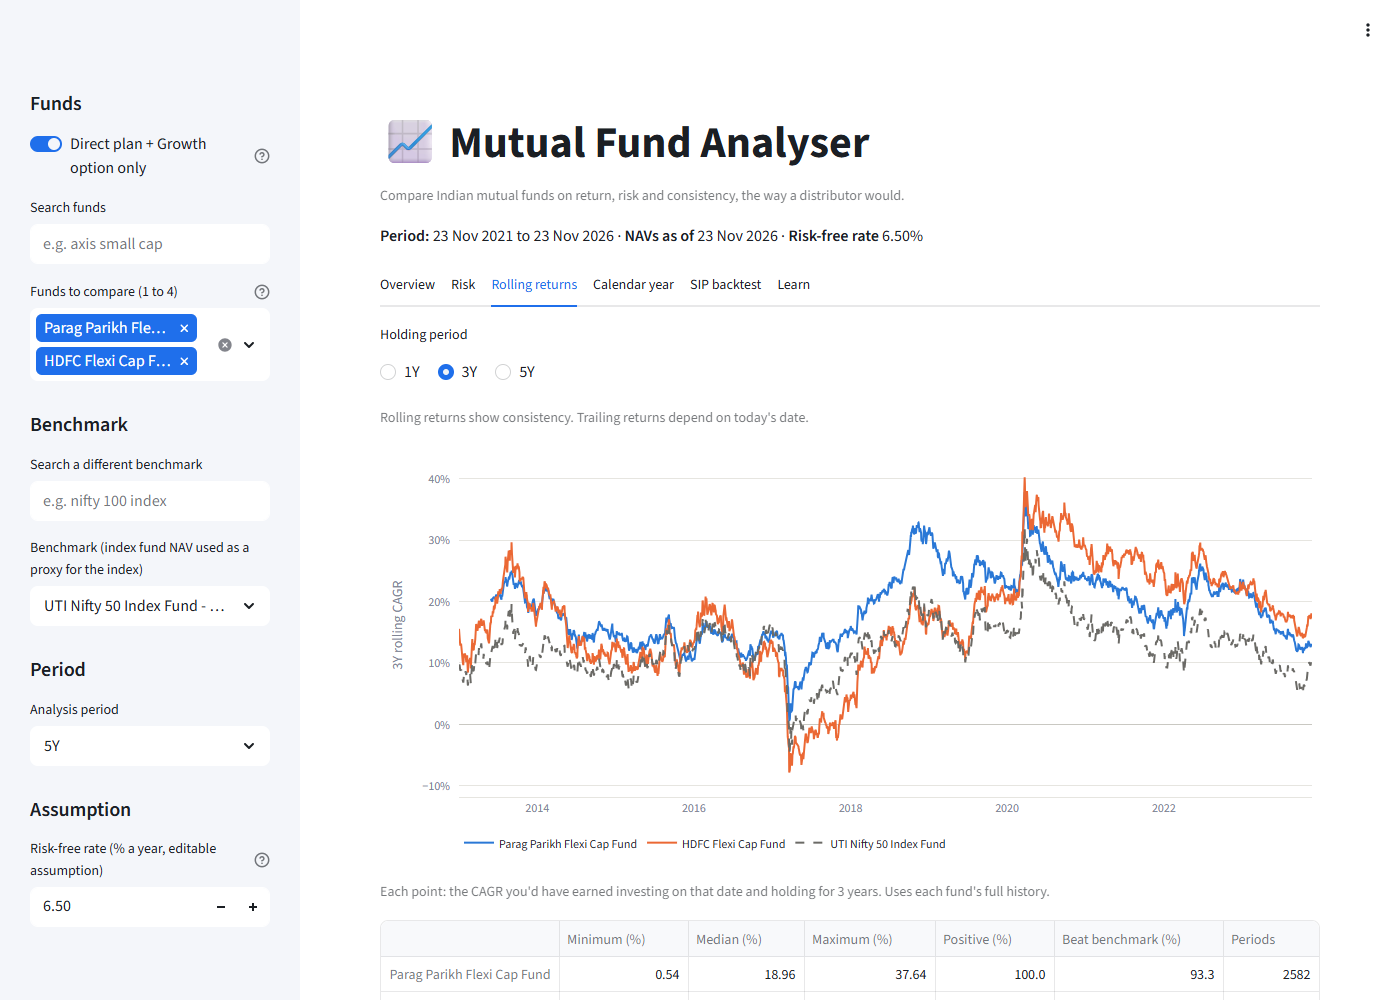 Funds
Direct plan + Growth
option only
Search funds
e.g. axis small cap
Funds to compare (1 to 4)
Parag Parikh Fle...
HDFC Flexi Cap F...
Benchmark
Search a different benchmark
e.g. nifty 100 index
Benchmark (index fund NAV used as a
proxy for the index)
UTI Nifty 50 Index Fund - ...
Period
Analysis period
5Y
Assumption
Risk-free rate (% a year, editable
assumption)
6.50
Mutual Fund Analyser
Compare Indian mutual funds on return, risk and consistency, the way a distributor would.
Period: 23 Nov 2021 to 23 Nov 2026 · NAVs as of 23 Nov 2026 · Risk-free rate 6.50%
Overview Risk Rolling returns Calendar year SIP backtest Learn
Holding period
1Y 3Y 5Y
Rolling returns show consistency. Trailing returns depend on today's date.
3Y rolling CAGR
40%
30%
20%
10%
0%
−10%
2014 2016 2018 2020 2022
Parag Parikh Flexi Cap Fund HDFC Flexi Cap Fund UTI Nifty 50 Index Fund
Each point: the CAGR you'd have earned investing on that date and holding for 3 years. Uses each fund's full history.
Minimum (%) Median (%) Maximum (%) Positive (%) Beat benchmark (%) Periods
Parag Parikh Flexi Cap Fund 0.54 18.96 37.64 100.0 93.3 2582